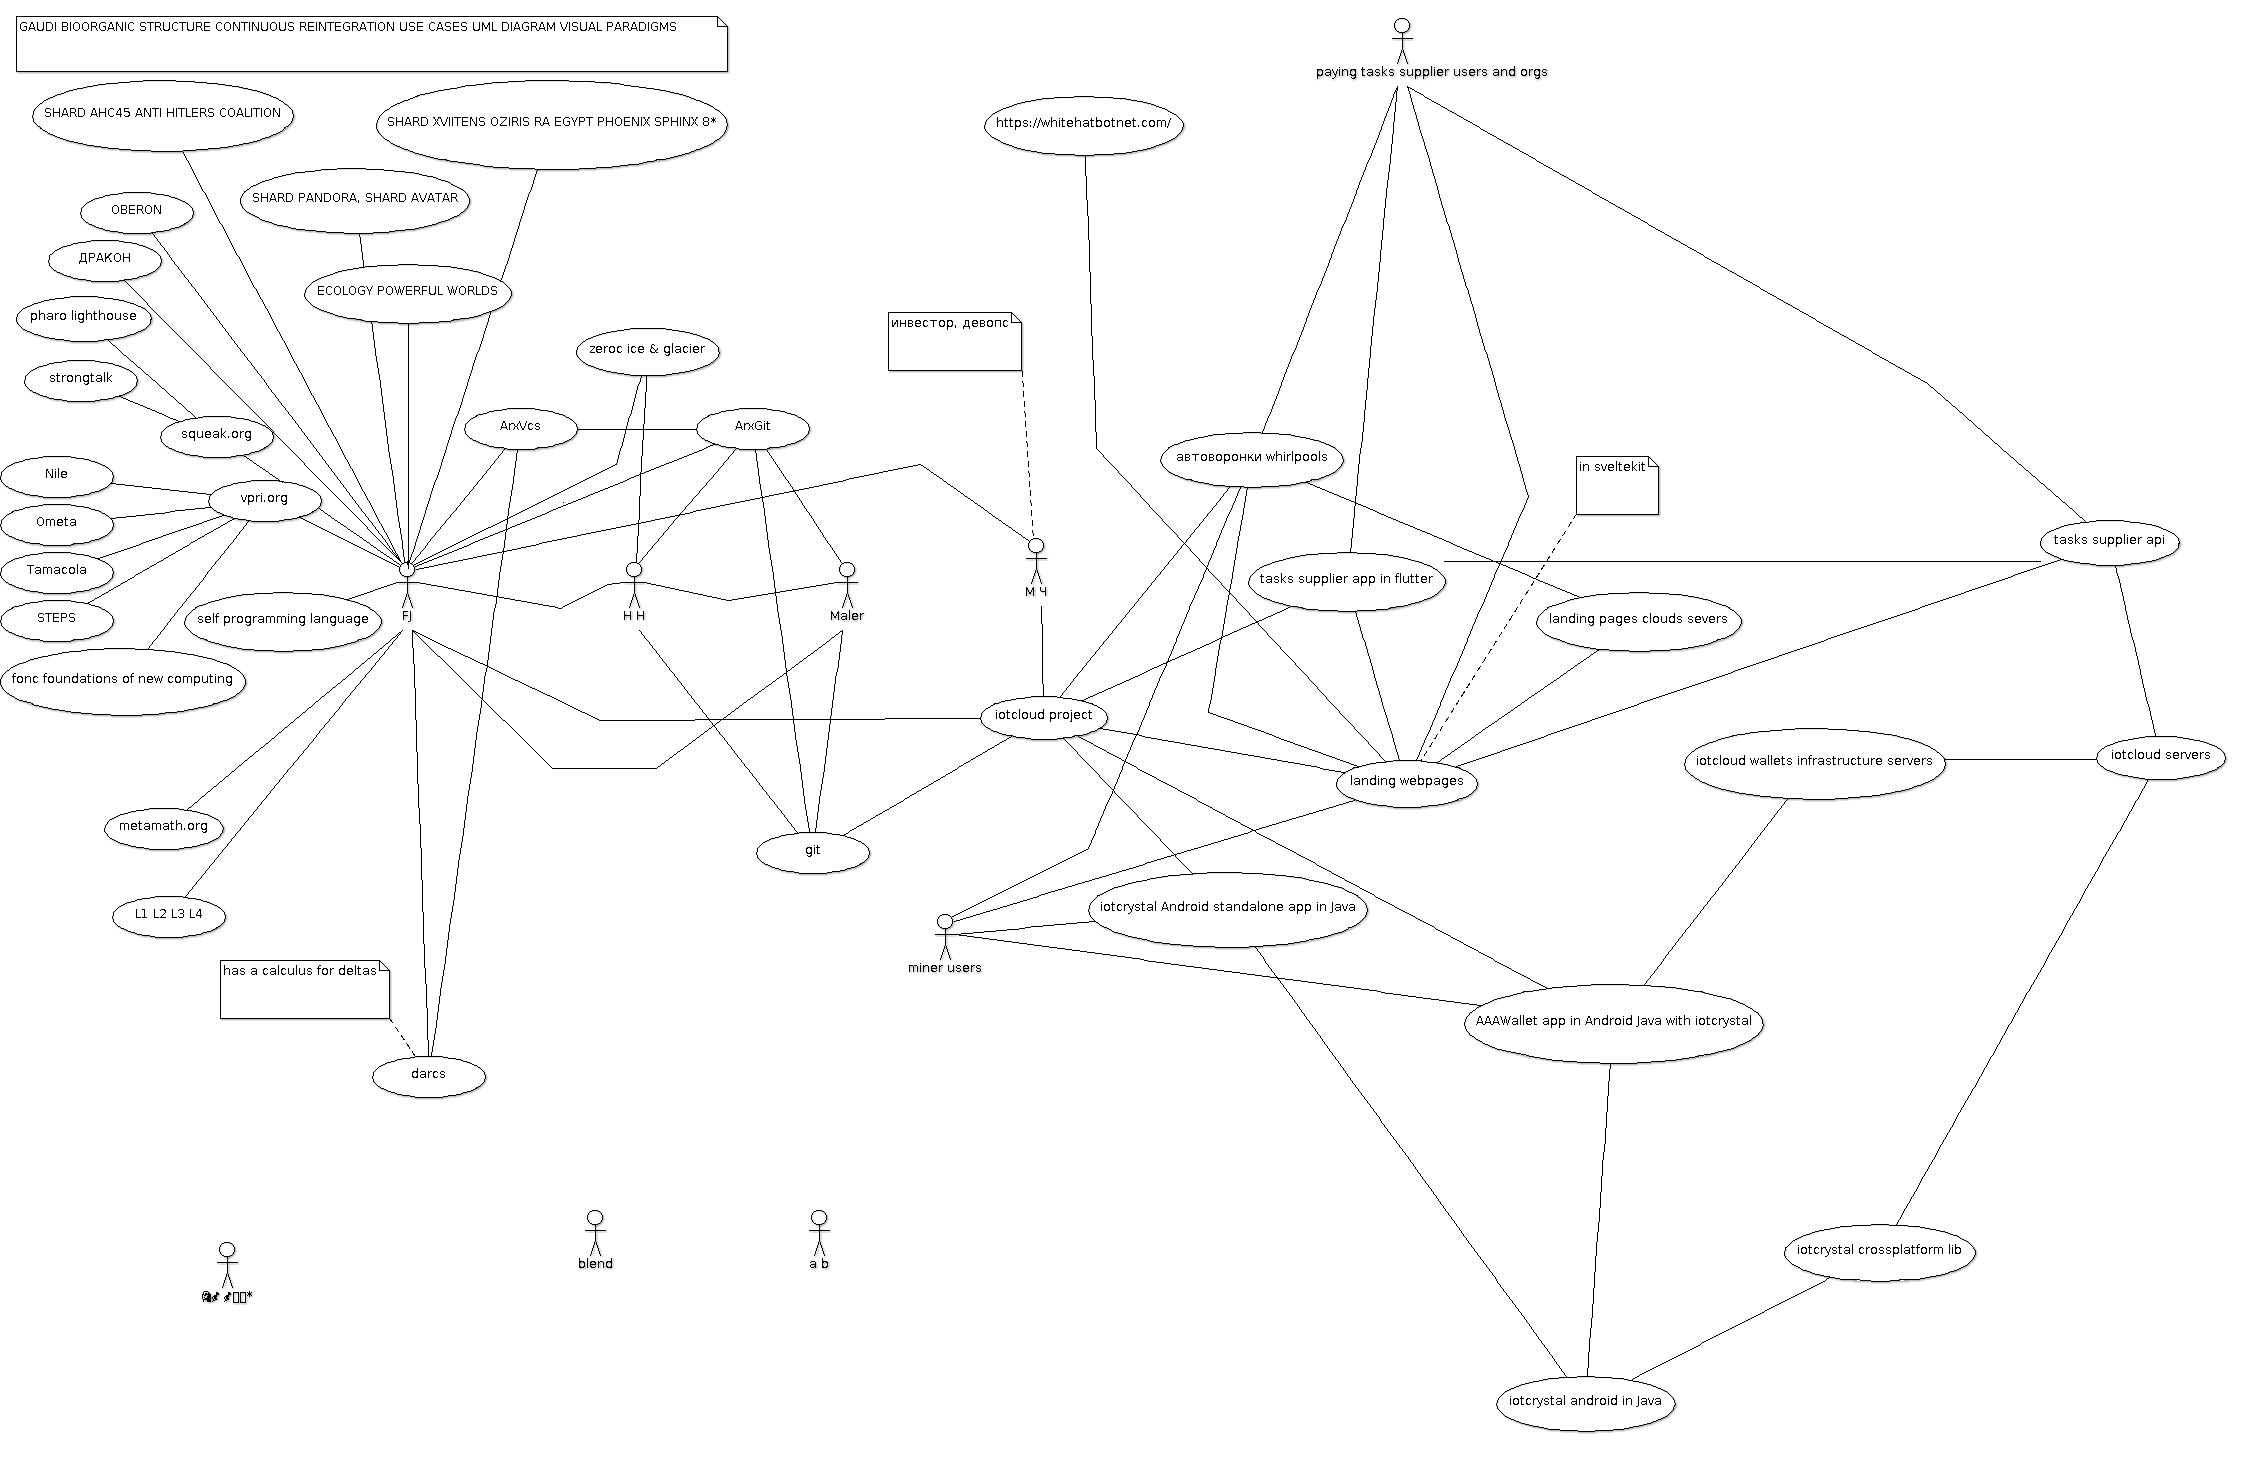 GAUDI BIOORGANIC STRUCTURE CONTINUOUS REINTEGRATION USE CASES UML DIAGRAM VISUAL PARADIGMS
paying tasks supplier users and orgs
SHARD AHC45 ANTI HITLERS COALITION
SHARD XVIITENS OZIRIS RA EGYPT PHOENIX SPHINX 8*
https://whitehatbotnet.com/
SHARD PANDORA, SHARD AVATAR
OBERON
ДРАКОН
ECOLOGY POWERFUL WORLDS
pharo lighthouse
инвестор, девопс
zeroc ice & glacier
strongtalk
squeak.org
ArxVcs
ArxGit
автоворонки whirlpools
in sveltekit
Nile
vpri.org
Ometa
tasks supplier api
Tamacola
tasks supplier app in flutter
М Ч
STEPS
self programming language
FJ
H H
Maler
landing pages clouds severs
fonc foundations of new computing
iotcloud project
iotcloud wallets infrastructure servers
iotcloud servers
landing webpages
metamath.org
git
L1 L2 L3 L4
iotcrystal Android standalone app in Java
miner users
has a calculus for deltas
AAAWallet app in Android Java with iotcrystal
darcs
blend
a b
iotcrystal crossplatform lib
iotcrystal android in Java